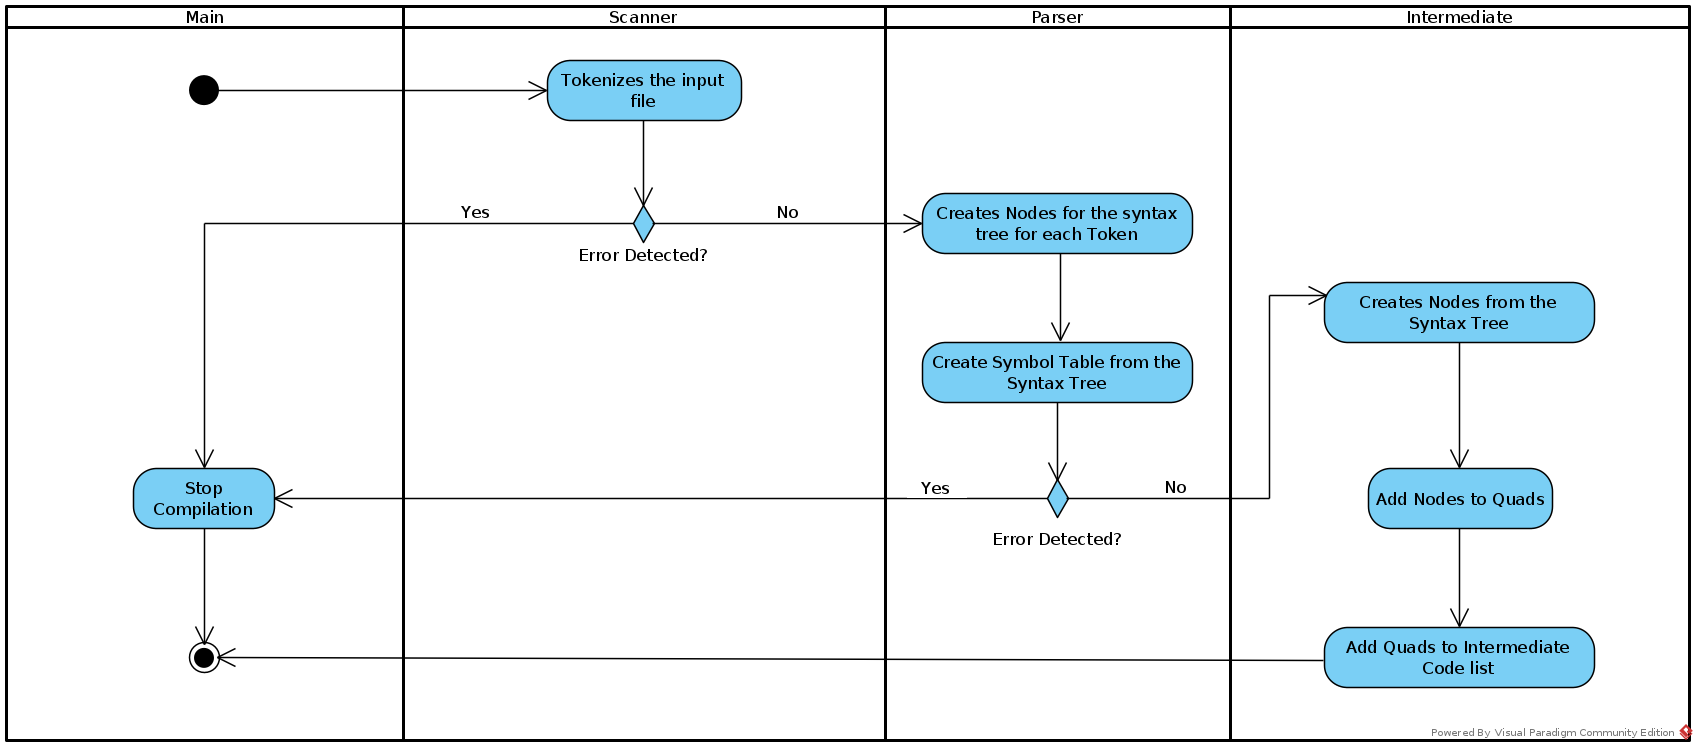 Main
Scanner
Parser
Intermediate
Tokenizes the input
file
Yes
No
Error Detected?
Creates Nodes for the syntax
tree for each Token
Creates Nodes from the
Syntax Tree
Create Symbol Table from the
Syntax Tree
Stop
Compilation
Yes
No
Error Detected?
Add Nodes to Quads
Add Quads to Intermediate
Code list
Powered By Visual Paradigm Community Edition